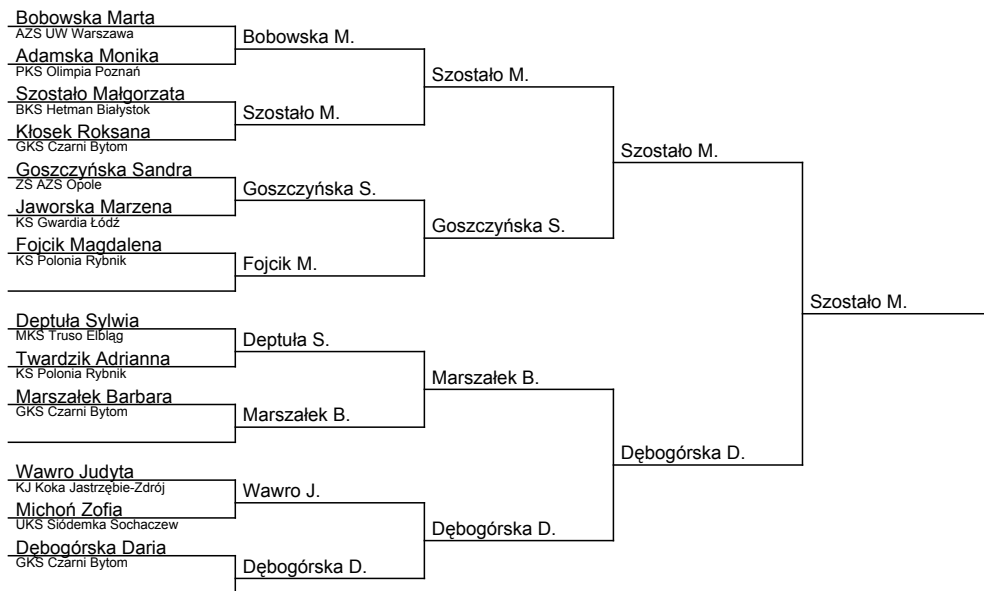 Bobowska Marta
AZS UW Warszawa
Bobowska M.
Adamska Monika
PKS Olimpia Poznań
Szostało M.
Szostało Małgorzata
BKS Hetman Białystok
Szostało M.
Kłosek Roksana
GKS Czarni Bytom
Szostało M.
Goszczyńska Sandra
ZS AZS Opole
Goszczyńska S.
Jaworska Marzena
KS Gwardia Łódź
Goszczyńska S.
Fojcik Magdalena
KS Polonia Rybnik
Fojcik M.
Szostało M.
Deptuła Sylwia
MKS Truso Elbląg
Deptuła S.
Twardzik Adrianna
KS Polonia Rybnik
Marszałek B.
Marszałek Barbara
GKS Czarni Bytom
Marszałek B.
Dębogórska D.
Wawro Judyta
KJ Koka Jastrzębie-Zdrój
Wawro J.
Michoń Zofia
UKS Siódemka Sochaczew
Dębogórska D.
Dębogórska Daria
GKS Czarni Bytom
Dębogórska D.